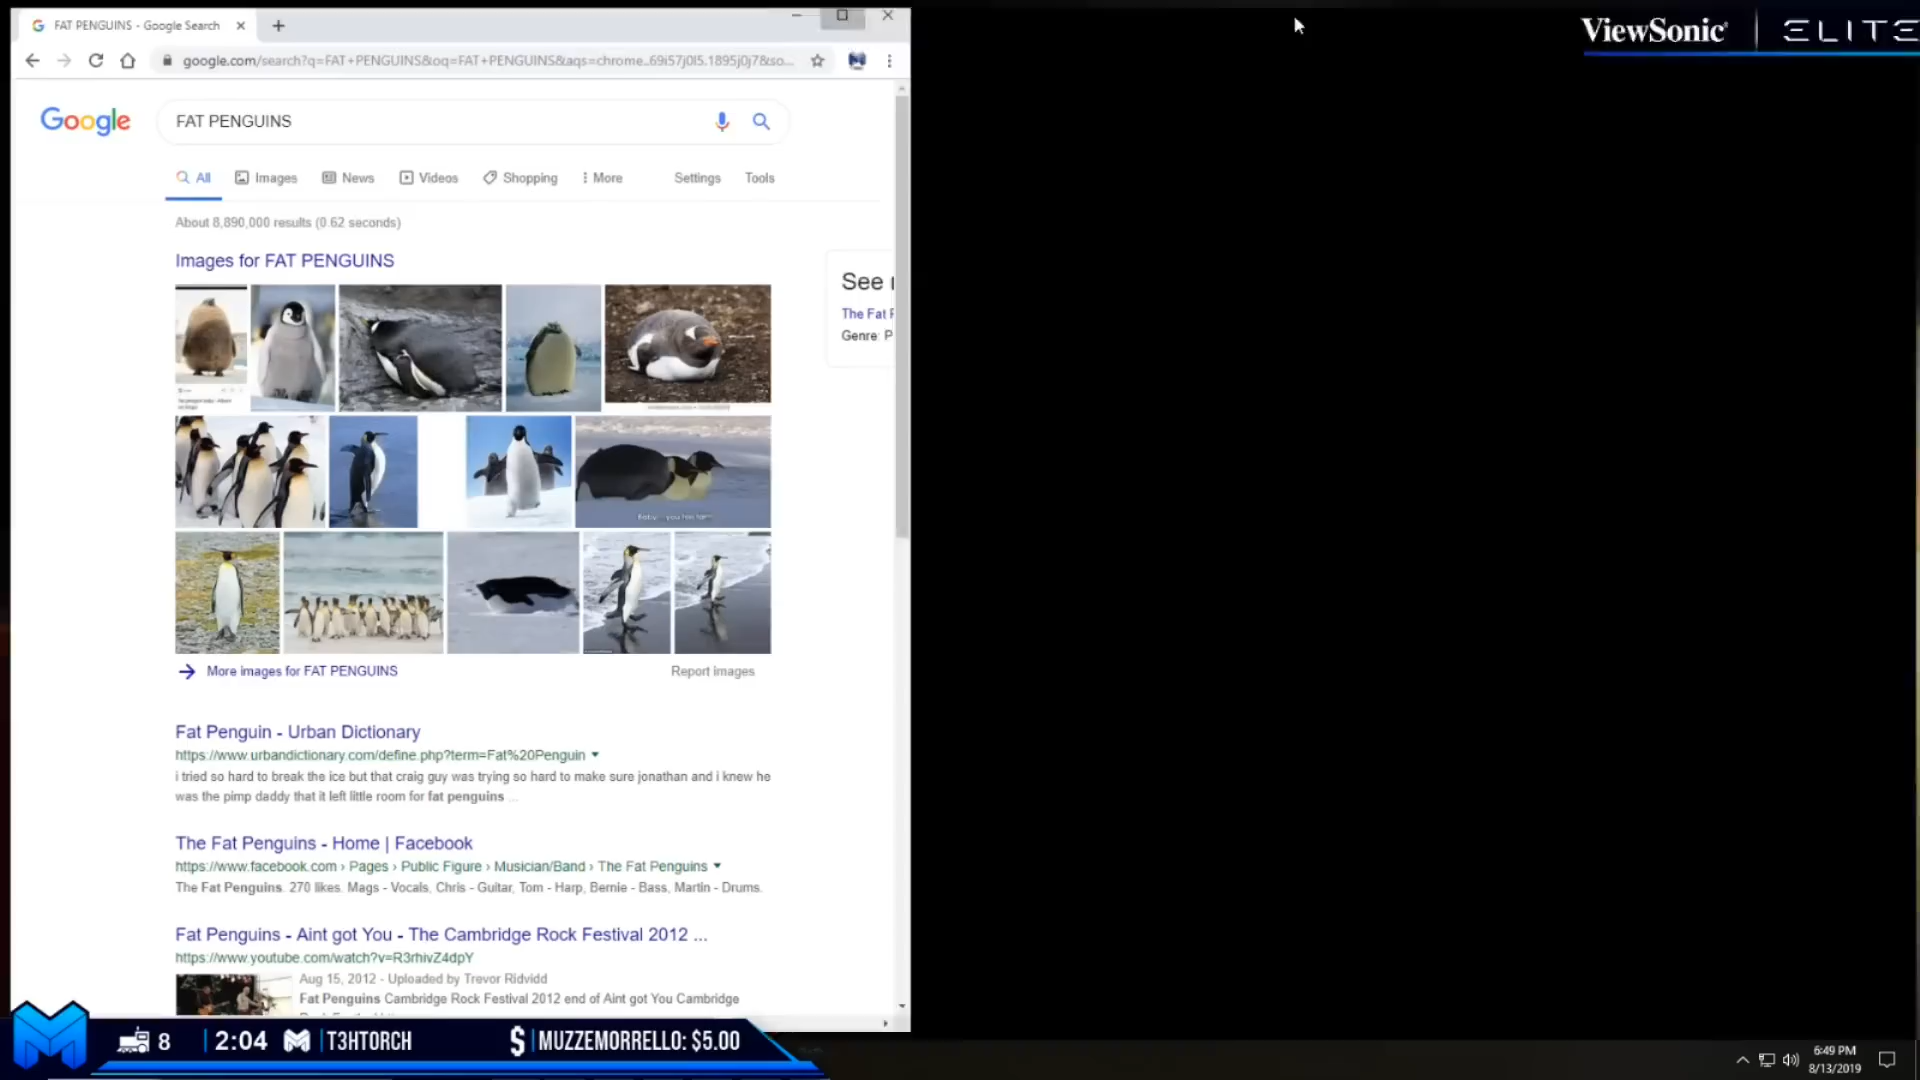 FAT PENGUINS - Google Search
ViewSonic
ELITE
google.com/search?q=FAT+PENGUINS&oq=FAT+PENGUINS&aqs=chrome..69i57j0l5.1895j0j7&so...
Google
FAT PENGUINS
All
Images
News
Videos
Shopping
More
Settings
Tools
About 8,890,000 results (0.62 seconds)
Images for FAT PENGUINS
See
The Fat
Genre:
More images for FAT PENGUINS
Report images
Fat Penguin - Urban Dictionary
https://www.urbandictionary.com/define.php?term=Fat%20Penguin
i tried so hard to break the ice but that craig guy was trying so hard to make sure jonathan and i knew he
was the pimp daddy that it left little room for fat penguins ...
The Fat Penguins - Home | Facebook
https://www.facebook.com › Pages › Public Figure › Musician/Band › The Fat Penguins
The Fat Penguins. 270 likes. Mags - Vocals, Chris - Guitar, Tom - Harp, Bernie - Bass, Martin - Drums.
Fat Penguins - Aint got You - The Cambridge Rock Festival 2012 ...
https://www.youtube.com/watch?v=R3rhivZ4dpY
Aug 15, 2012 - Uploaded by Trevor Ridvidd
Fat Penguins Cambridge Rock Festival 2012 end of Aint got You Cambridge
8
2:04
T3HTORCH
$
MUZZEMORRELLO: $5.00
6:49 PM
8/13/2019